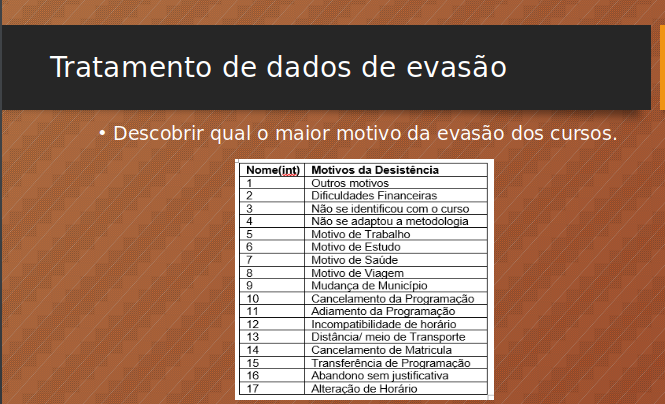 Tratamento de dados de evasão
• Descobrir qual o maior motivo da evasão dos cursos.
Nome(int) Motivos da Desistência
1 Outros motivos
2 Dificuldades Financeiras
3 Não se identificou com o curso
4 Não se adaptou a metodologia
5 Motivo de Trabalho
6 Motivo de Estudo
7 Motivo de Saúde
8 Motivo de Viagem
9 Mudança de Município
10 Cancelamento da Programação
11 Adiamento da Programação
12 Incompatibilidade de horário
13 Distância/ meio de Transporte
14 Cancelamento de Matricula
15 Transferência de Programação
16 Abandono sem justificativa
17 Alteração de Horário